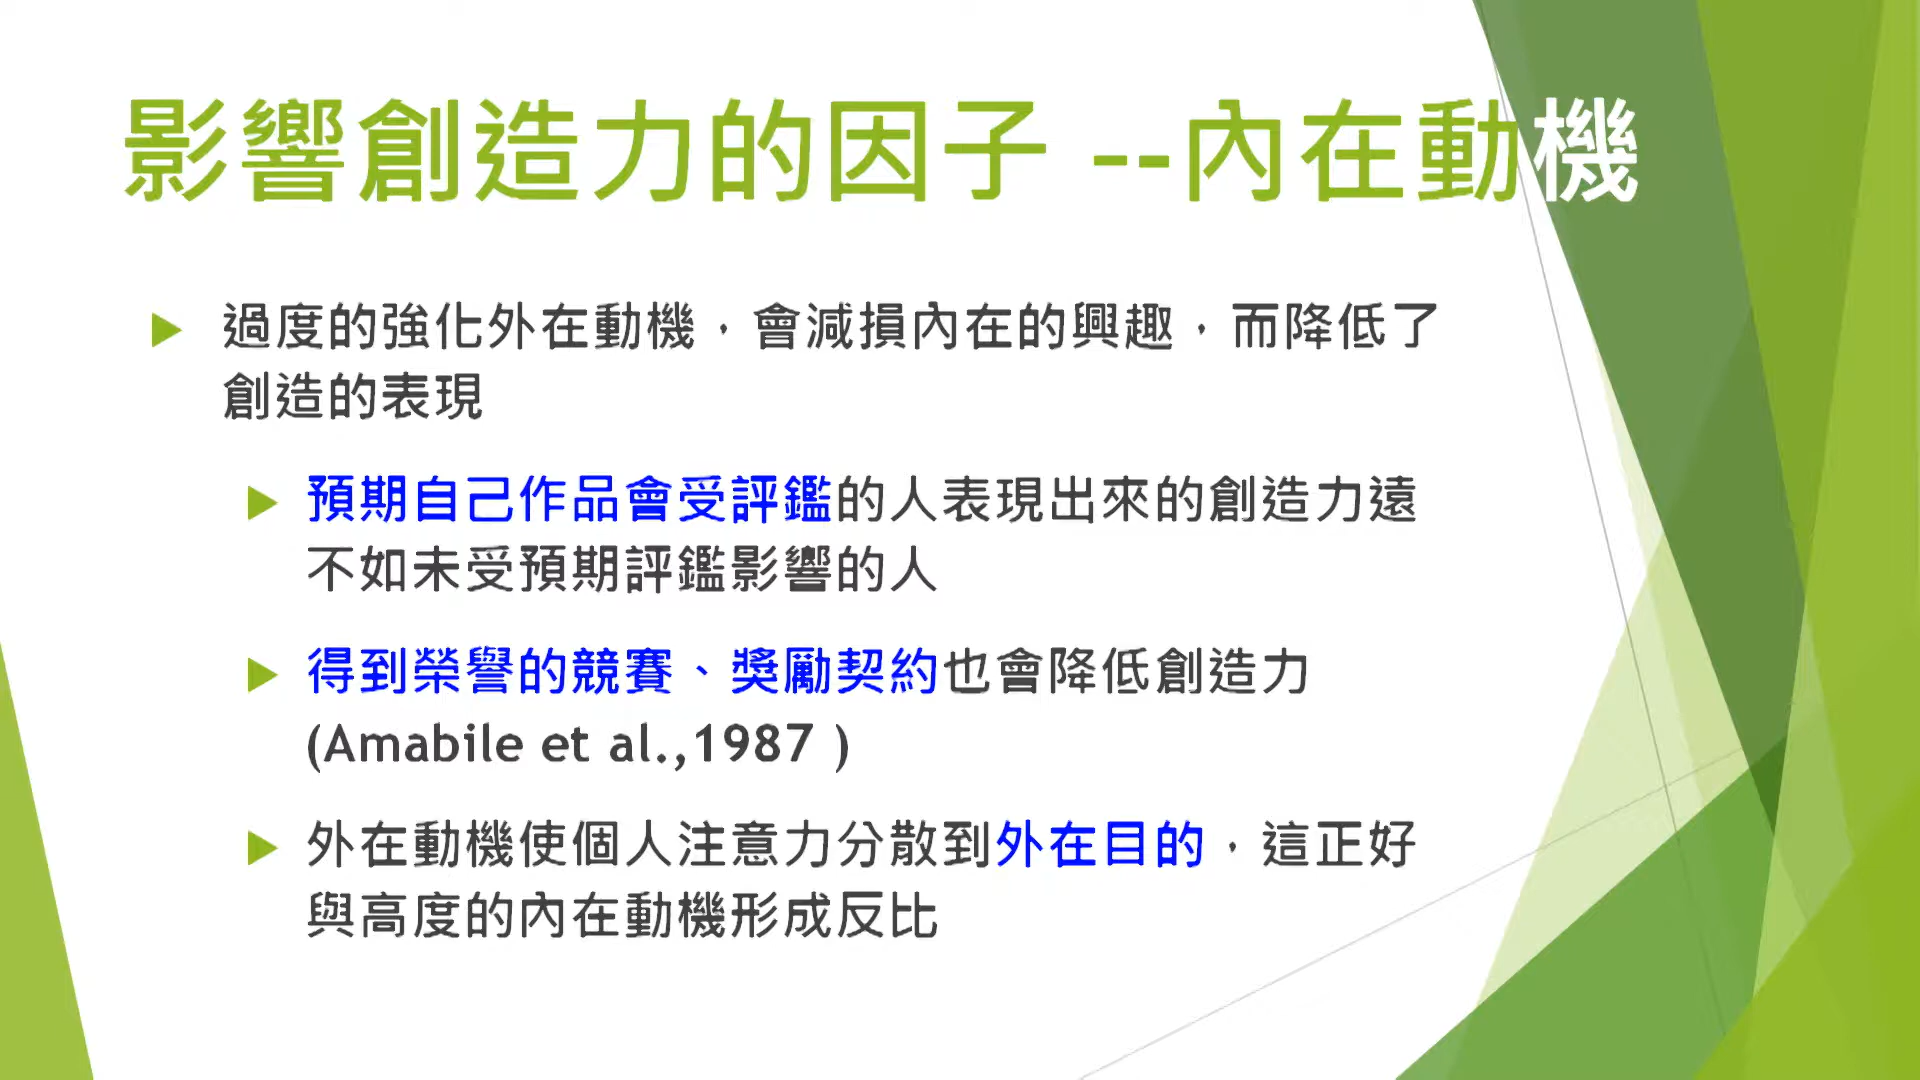 影響創造力的因子 --內在動機
過度的強化外在動機，會減損內在的興趣，而降低了
創造的表現
預期自己作品會受評鑑的人表現出來的創造力遠
不如未受預期評鑑影響的人
得到榮譽的競賽、獎勵契約也會降低創造力
(Amabile et al.,1987 )
外在動機使個人注意力分散到外在目的，這正好
與高度的內在動機形成反比